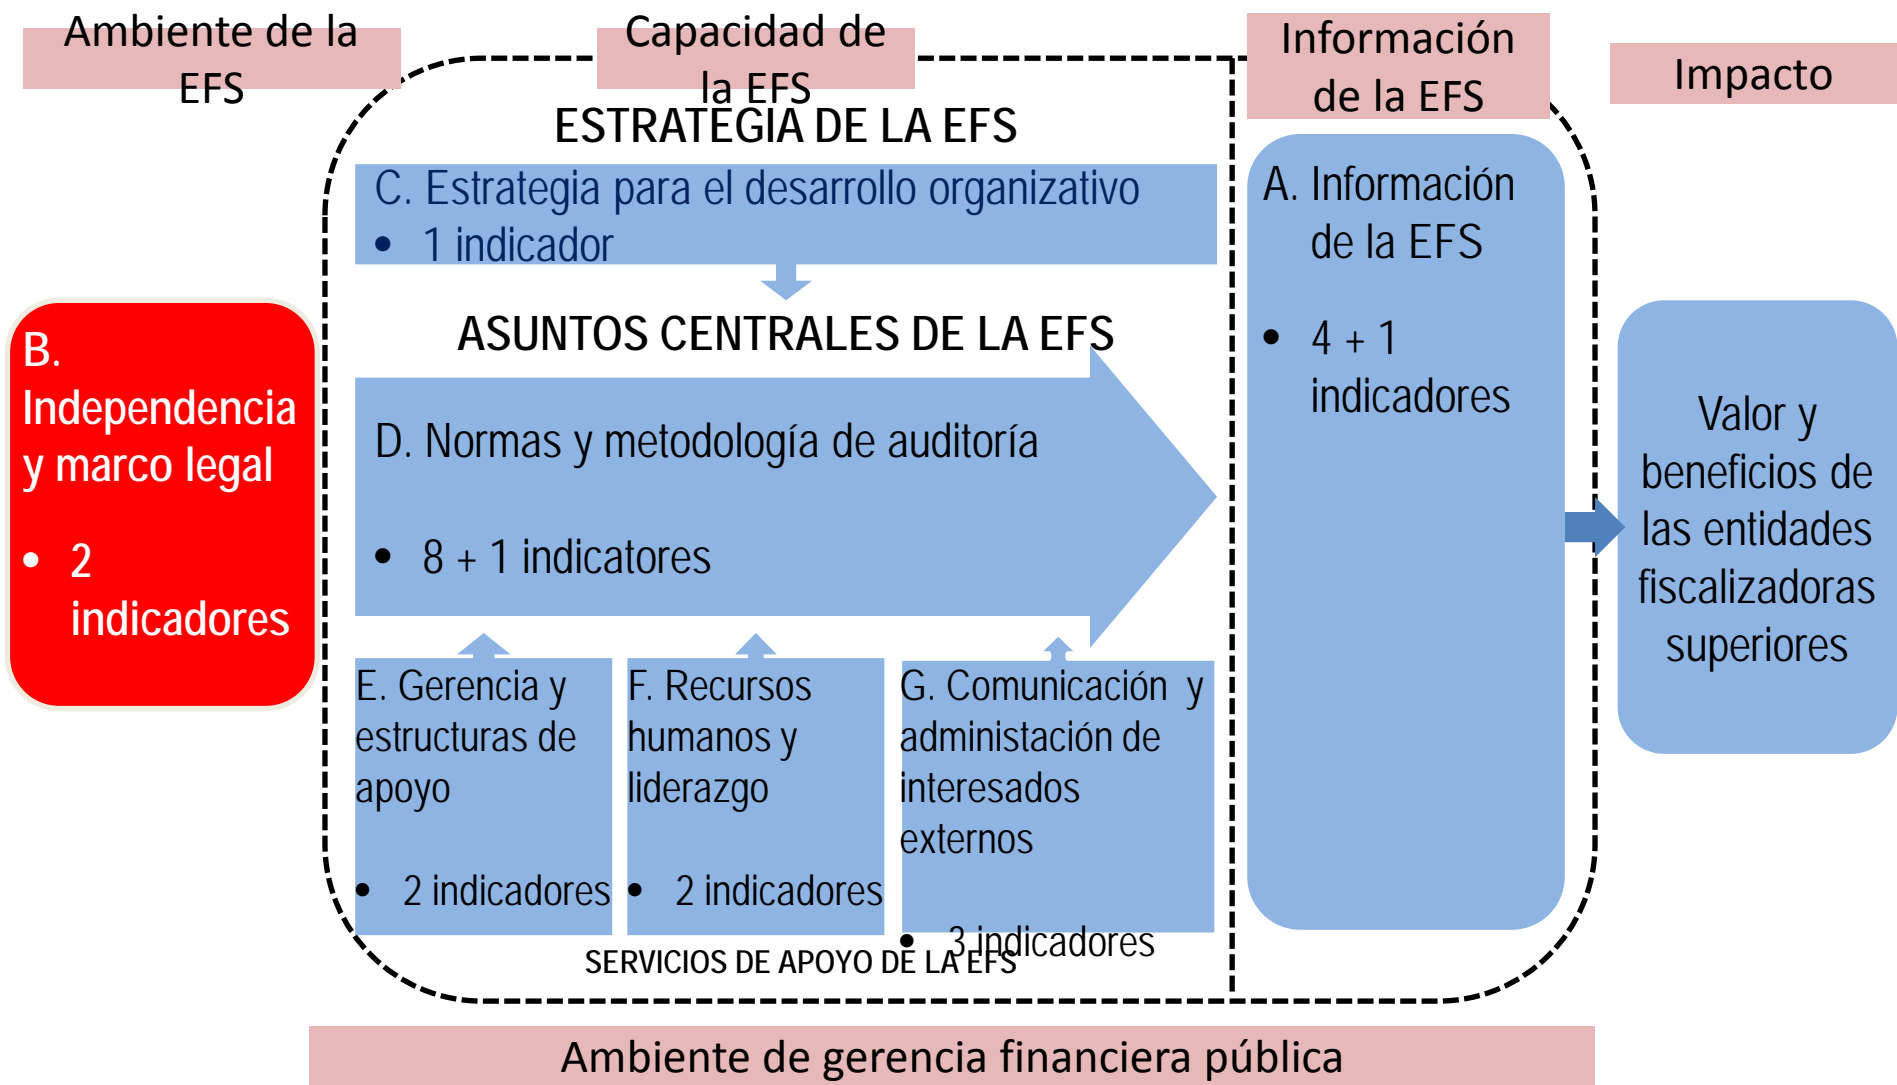 Ambiente de la
EFS
Capacidad de
la EFS
Información
de la EFS
Impacto
ESTRATEGIA DE LA EFS
C. Estrategia para el desarrollo organizativo
• 1 indicador
ASUNTOS CENTRALES DE LA EFS
D. Normas y metodología de auditoría
• 8 + 1 indicatores
B.
Independencia
y marco legal
• 2
indicadores
E. Gerencia y
estructuras de
apoyo
• 2 indicadores
F. Recursos
humanos y
liderazgo
• 2 indicadores
G. Comunicación y
administación de
interesados
externos
• 3 indicadores
SERVICIOS DE APOYO DE LA EFS
A. Información
de la EFS
• 4 + 1
indicadores
Valor y
beneficios de
las entidades
fiscalizadoras
superiores
Ambiente de gerencia financiera pública